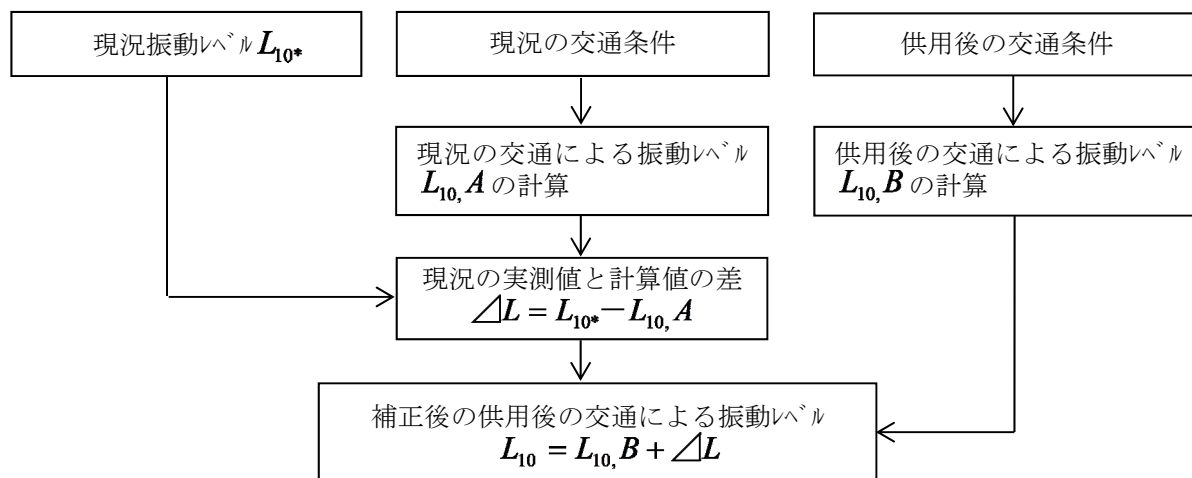 現況振動ﾚﾍﾞﾙ L10*
現況の交通条件
供用後の交通条件
現況の交通による振動ﾚﾍﾞﾙ
L10, A の計算
供用後の交通による振動ﾚﾍﾞﾙ
L10, B の計算
現況の実測値と計算値の差
⊿L = L10* − L10, A
補正後の供用後の交通による振動ﾚﾍﾞﾙ
L10 = L10, B + ⊿L